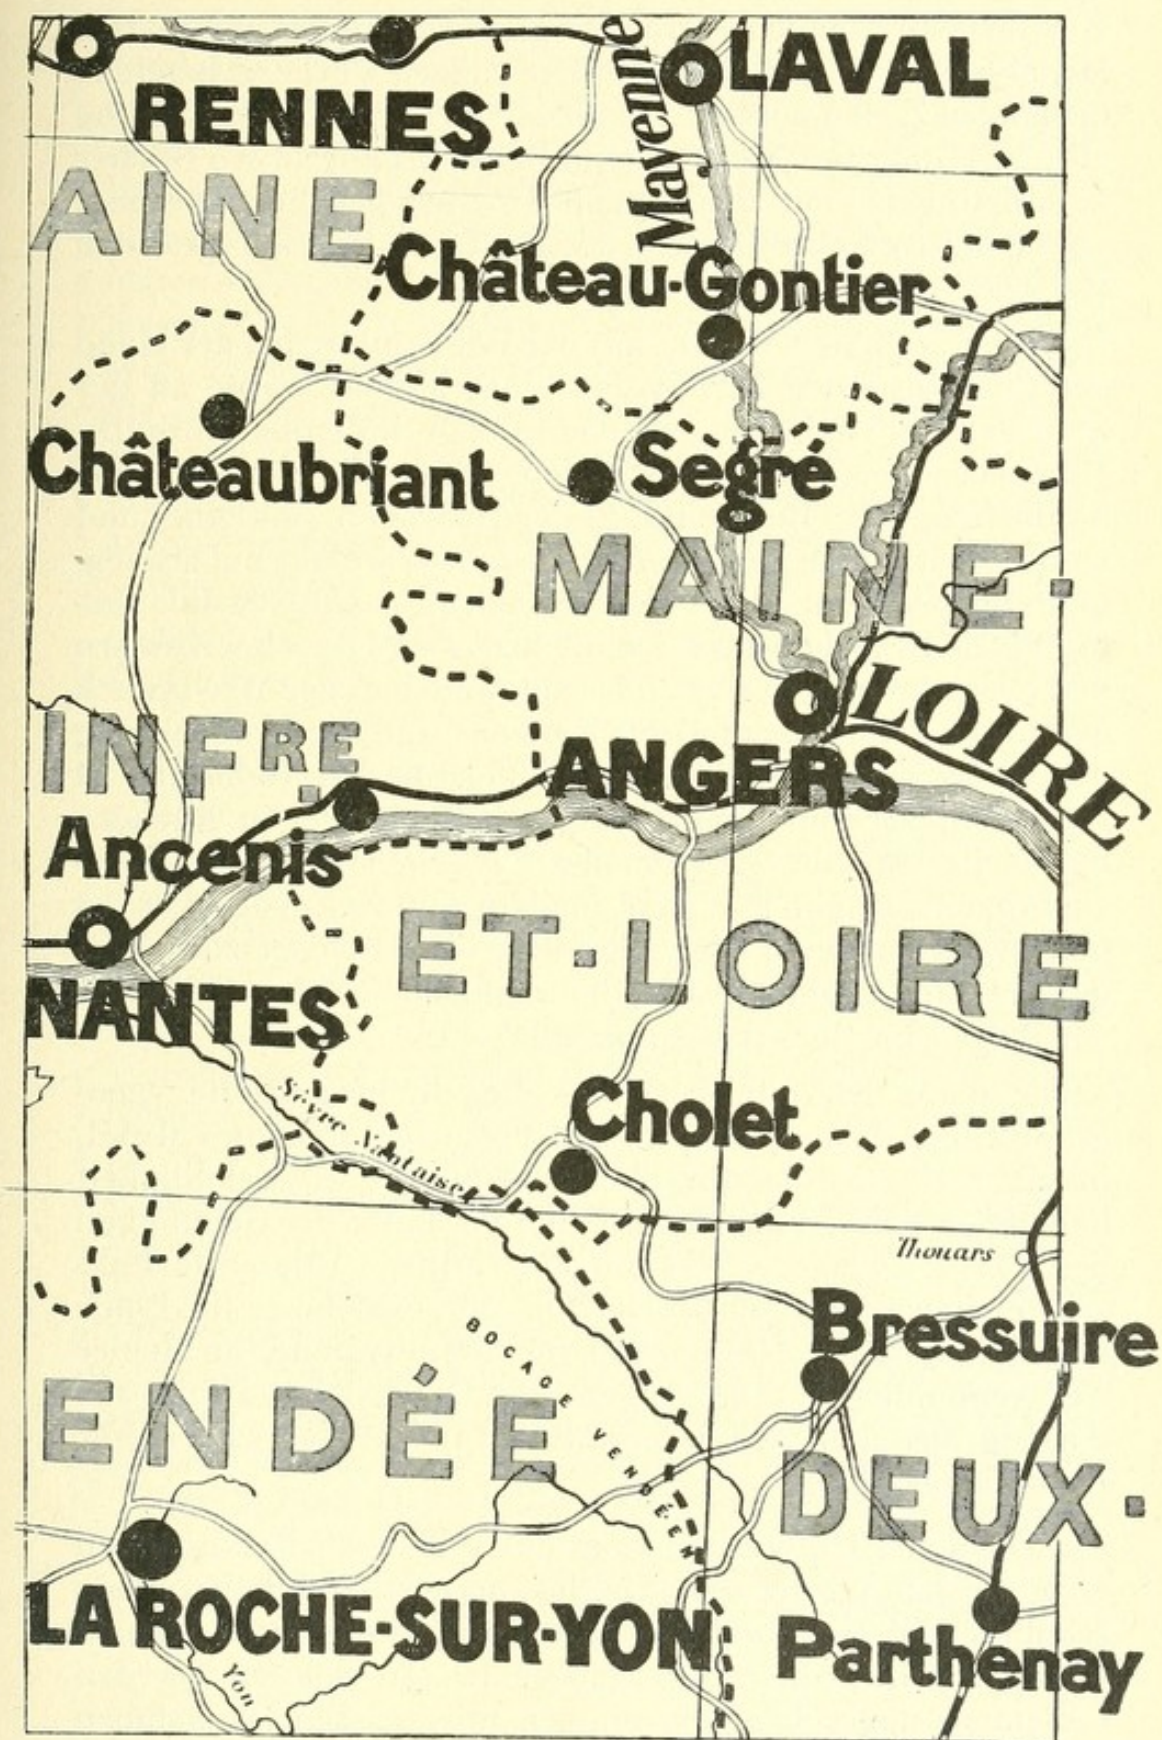 LAVAL
RENNES
Mayenne
AINE
Château-Gontier
Châteaubriant
Segré
MAINE-
LOIRE
INFRE.
ANGERS
Ancenis
ET-LOIRE
NANTES
Sèvre Nantaise
Cholet
Thouars
Bressuire
BOCAGE VENDÉEN
ENDÉE
DEUX-
LA ROCHE-SUR-YON
Parthenay
Yon